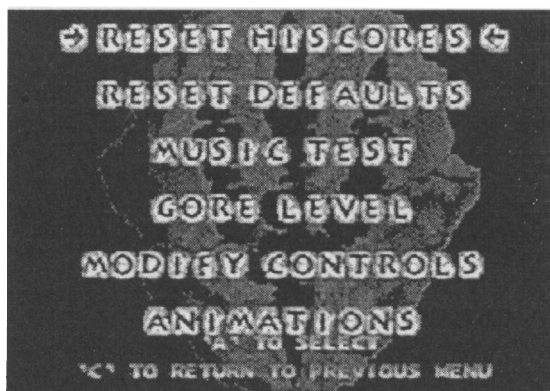 → RESET HISCORES ←
RESET DEFAULTS
MUSIC TEST
GORE LEVEL
MODIFY CONTROLS
ANIMATIONS
"A" TO SELECT
"C" TO RETURN TO PREVIOUS MENU